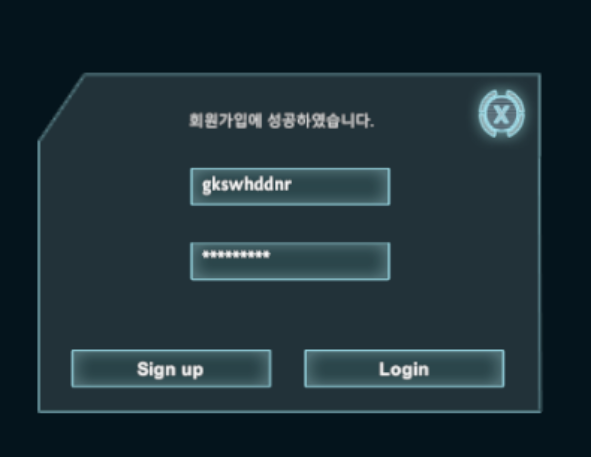 회원가입에 성공하였습니다.
X
gkswhddnr
*********
Sign up
Login